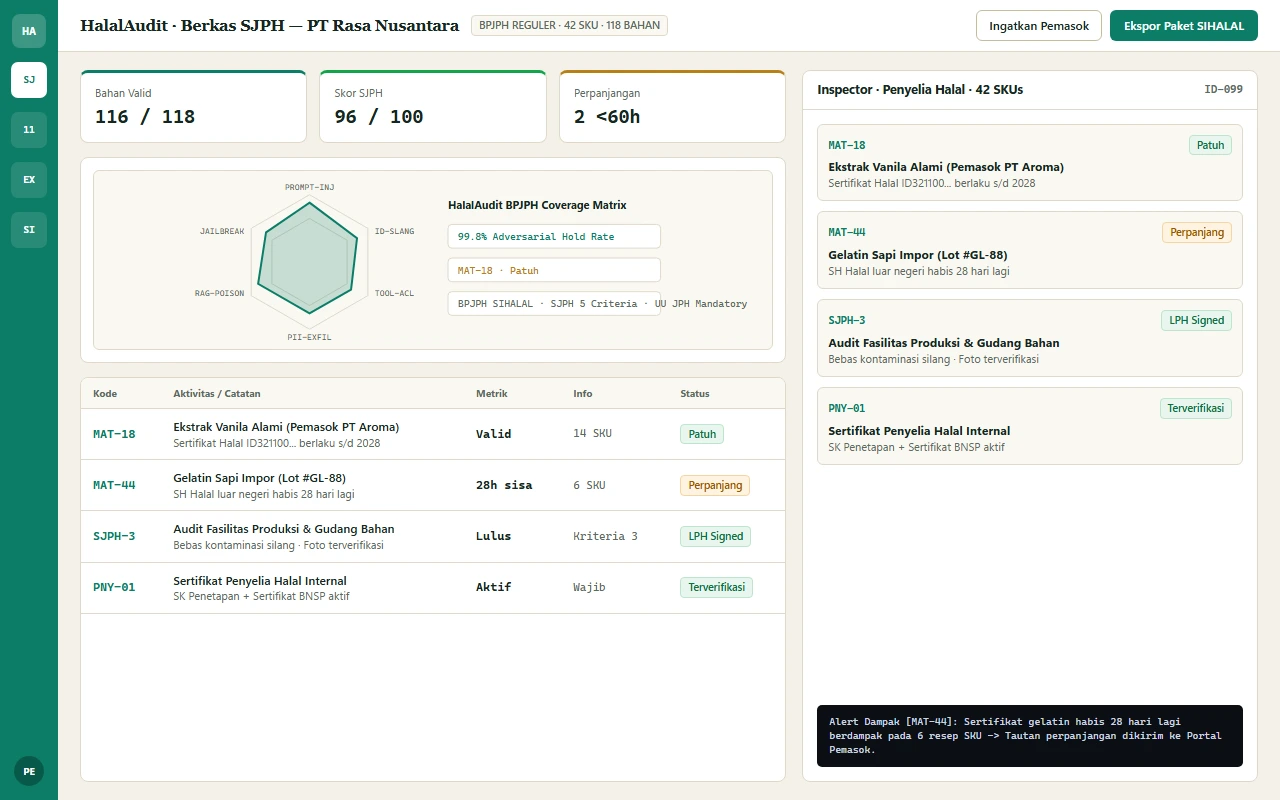 HA
SJ
11
EX
SI
PE
HalalAudit · Berkas SJPH — PT Rasa Nusantara
BPJPH REGULER · 42 SKU · 118 BAHAN
Ingatkan Pemasok
Ekspor Paket SIHALAL
Bahan Valid
116 / 118
Skor SJPH
96 / 100
Perpanjangan
2 <60h
PROMPT-INJ
JAILBREAK
ID-SLANG
RAG-POISON
TOOL-ACL
PII-EXFIL
HalalAudit BPJPH Coverage Matrix
99.8% Adversarial Hold Rate
MAT-18 · Patuh
BPJPH SIHALAL · SJPH 5 Criteria · UU JPH Mandatory
Kode Aktivitas / Catatan Metrik Info Status
MAT-18 Ekstrak Vanila Alami (Pemasok PT Aroma) Valid 14 SKU Patuh
Sertifikat Halal ID321100… berlaku s/d 2028
MAT-44 Gelatin Sapi Impor (Lot #GL-88) 28h sisa 6 SKU Perpanjang
SH Halal luar negeri habis 28 hari lagi
SJPH-3 Audit Fasilitas Produksi & Gudang Bahan Lulus Kriteria 3 LPH Signed
Bebas kontaminasi silang · Foto terverifikasi
PNY-01 Sertifikat Penyelia Halal Internal Aktif Wajib Terverifikasi
SK Penetapan + Sertifikat BNSP aktif
Inspector · Penyelia Halal · 42 SKUs
ID-099
MAT-18
Patuh
Ekstrak Vanila Alami (Pemasok PT Aroma)
Sertifikat Halal ID321100… berlaku s/d 2028
MAT-44
Perpanjang
Gelatin Sapi Impor (Lot #GL-88)
SH Halal luar negeri habis 28 hari lagi
SJPH-3
LPH Signed
Audit Fasilitas Produksi & Gudang Bahan
Bebas kontaminasi silang · Foto terverifikasi
PNY-01
Terverifikasi
Sertifikat Penyelia Halal Internal
SK Penetapan + Sertifikat BNSP aktif
Alert Dampak [MAT-44]: Sertifikat gelatin habis 28 hari lagi
berdampak pada 6 resep SKU -> Tautan perpanjangan dikirim ke Portal
Pemasok.